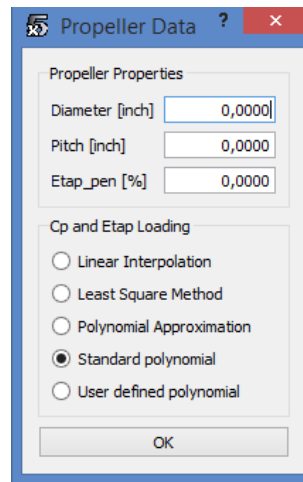 Propeller Data ? ×
Propeller Properties
Diameter [inch] 0,0000
Pitch [inch] 0,0000
Etap_pen [%] 0,0000
Cp and Etap Loading
Linear Interpolation
Least Square Method
Polynomial Approximation
Standard polynomial
User defined polynomial
OK